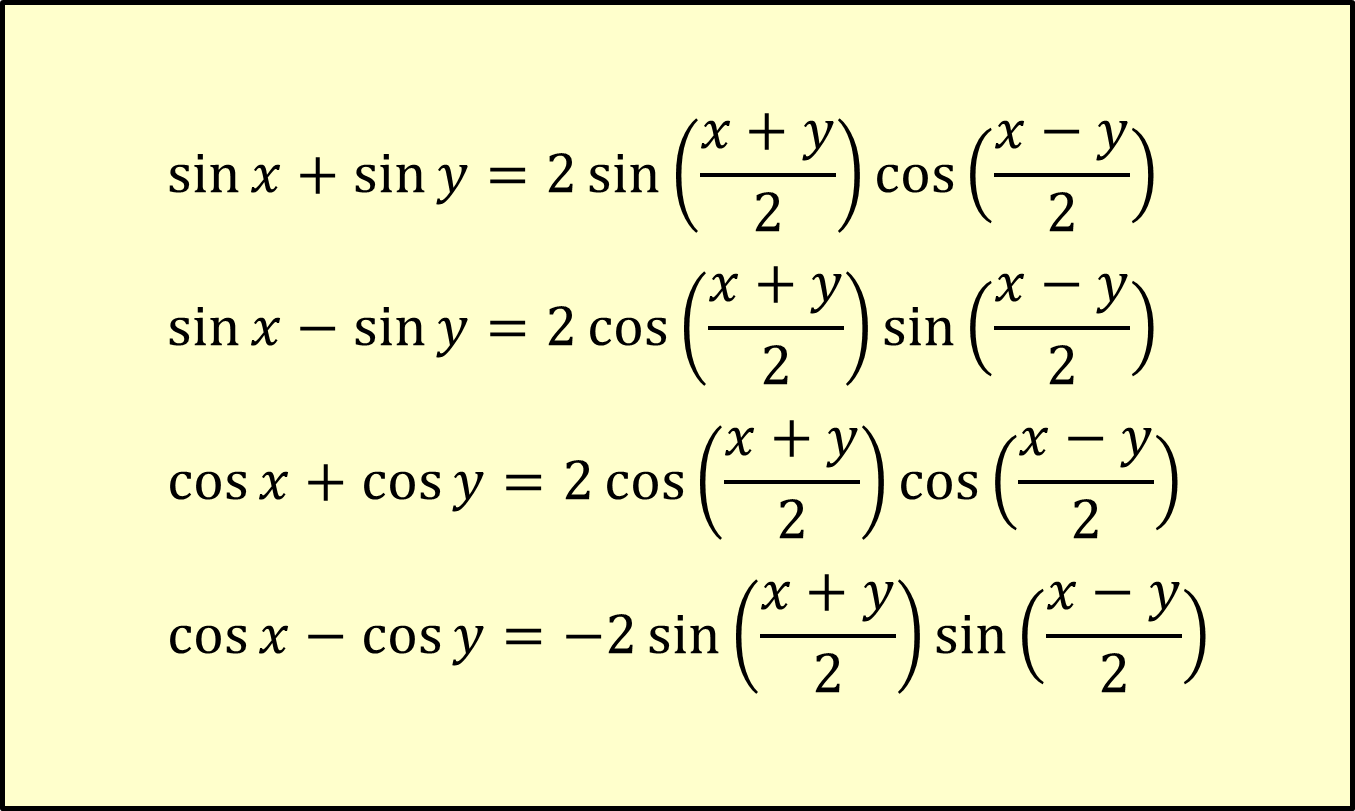 sin x + sin y = 2 sin ((x + y)/2) cos ((x − y)/2)
sin x − sin y = 2 cos ((x + y)/2) sin ((x − y)/2)
cos x + cos y = 2 cos ((x + y)/2) cos ((x − y)/2)
cos x − cos y = −2 sin ((x + y)/2) sin ((x − y)/2)